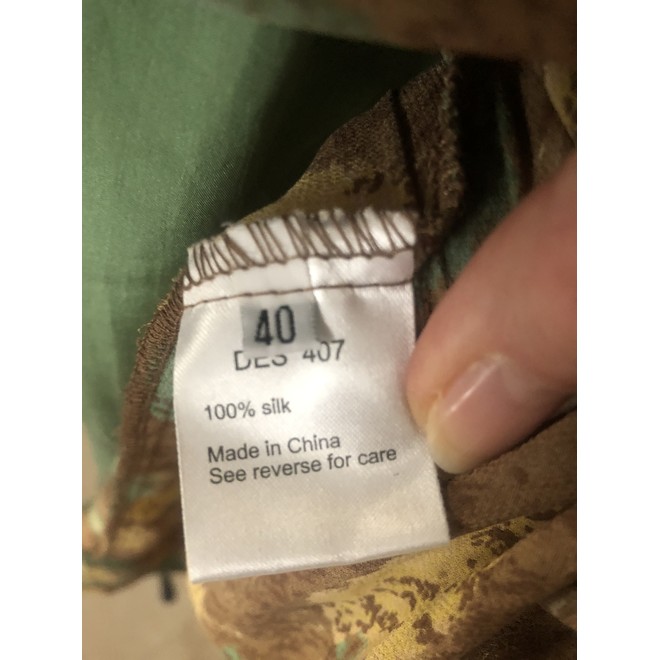 40
DES 407
100% silk
Made in China
See reverse for care